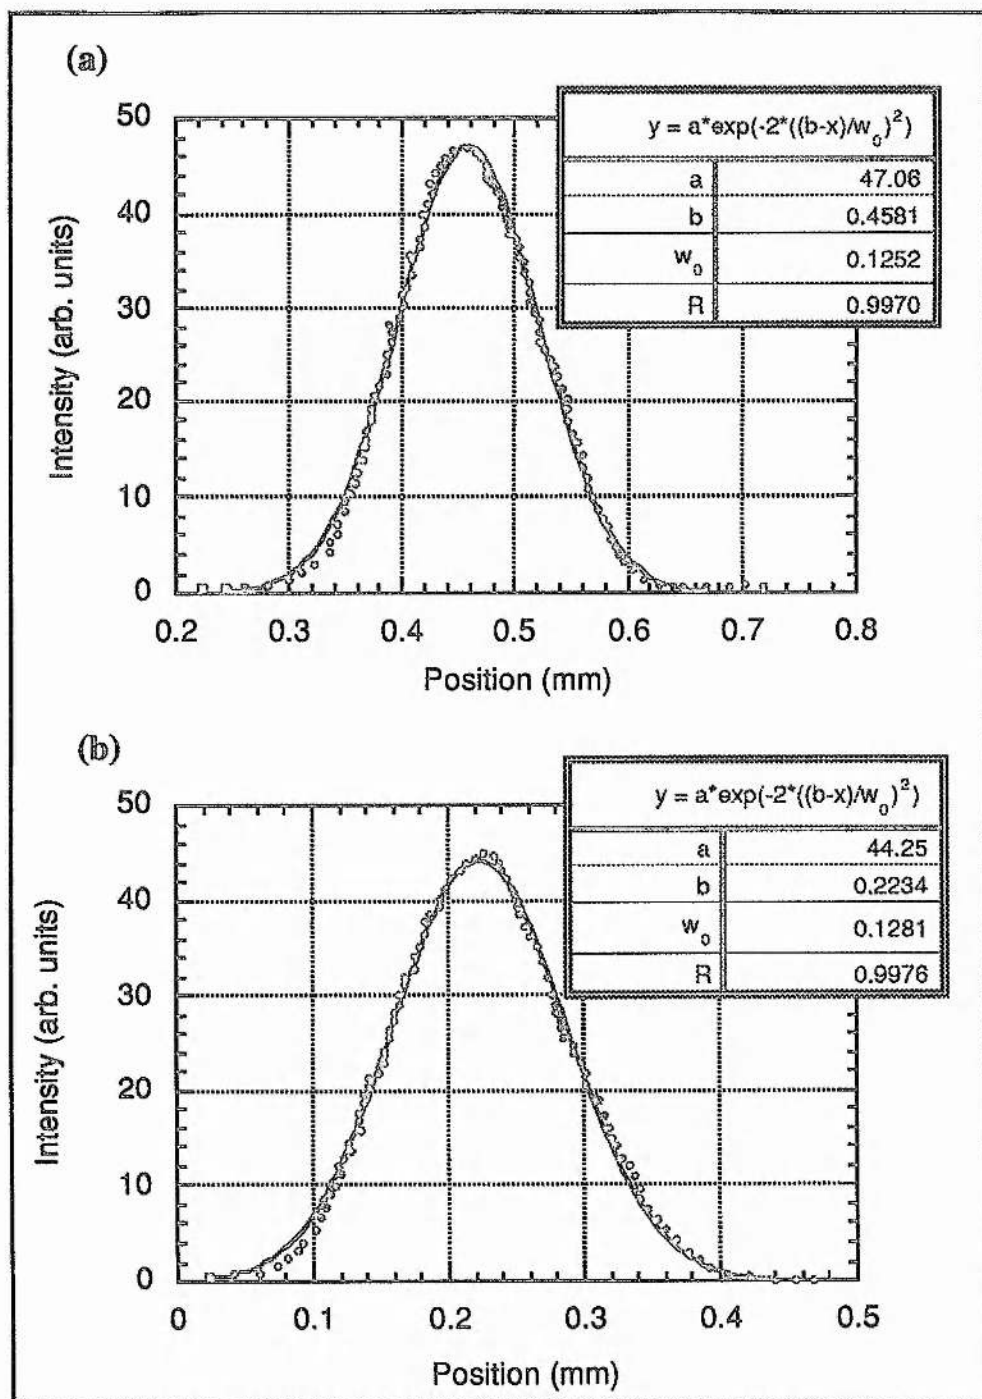 (a)
y = a*exp(-2*((b-x)/w₀)²)
a 47.06
b 0.4581
w₀ 0.1252
R 0.9970
50
40
30
20
10
0
Intensity (arb. units)
0.2 0.3 0.4 0.5 0.6 0.7 0.8
Position (mm)
(b)
y = a*exp(-2*((b-x)/w₀)²)
a 44.25
b 0.2234
w₀ 0.1281
R 0.9976
50
40
30
20
10
0
Intensity (arb. units)
0 0.1 0.2 0.3 0.4 0.5
Position (mm)